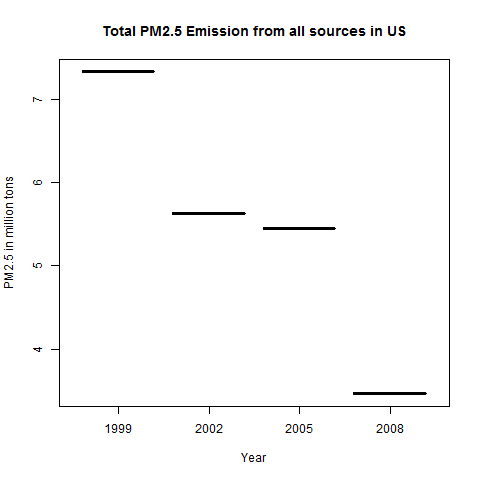 Total PM2.5 Emission from all sources in US
PM2.5 in million tons
7
6
5
4
1999 2002 2005 2008
Year